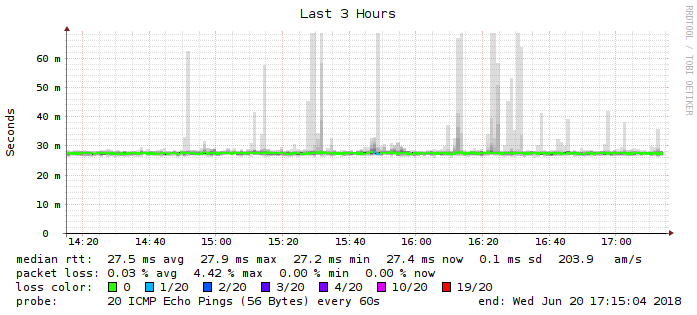 Last 3 Hours
RRDTOOL / TOBI OETIKER
Seconds
60 m
50 m
40 m
30 m
20 m
10 m
0
14:20 14:40 15:00 15:20 15:40 16:00 16:20 16:40 17:00
median rtt: 27.5 ms avg 27.9 ms max 27.2 ms min 27.4 ms now 0.1 ms sd 203.9 am/s
packet loss: 0.03 % avg 4.42 % max 0.00 % min 0.00 % now
loss color: 0 1/20 2/20 3/20 4/20 10/20 19/20
probe: 20 ICMP Echo Pings (56 Bytes) every 60s end: Wed Jun 20 17:15:04 2018